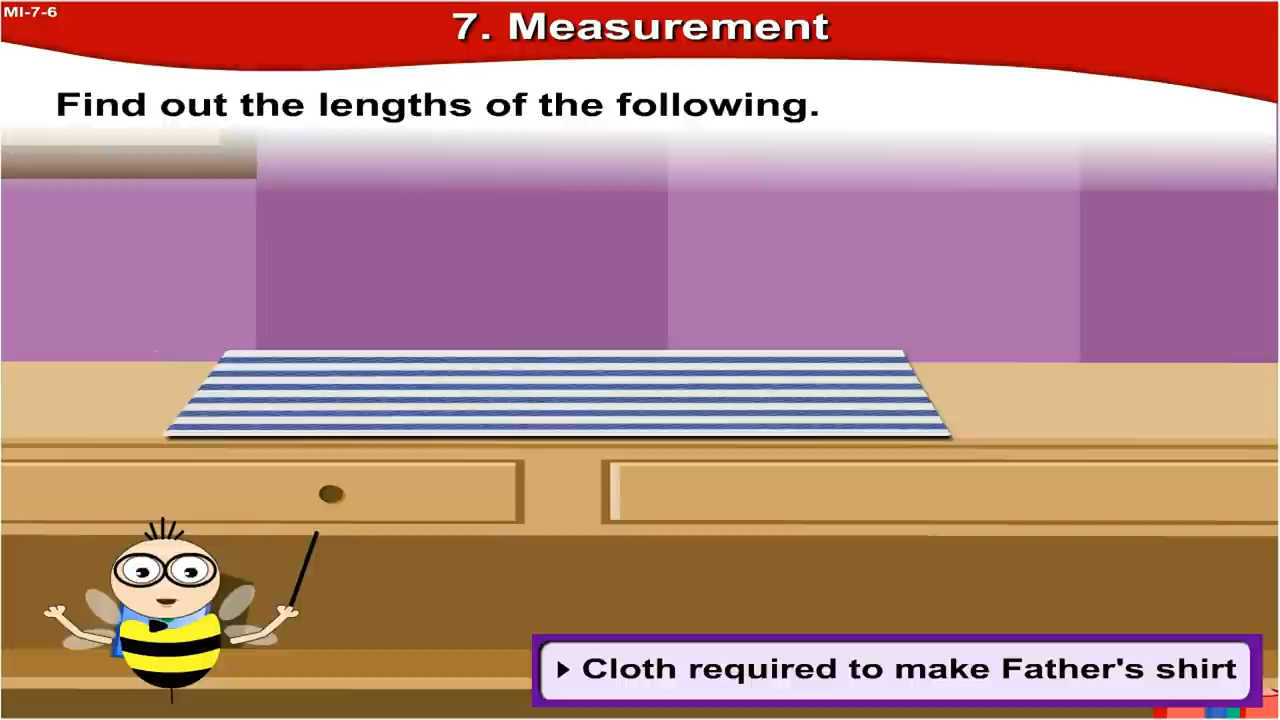 MI-7-6
7. Measurement
Find out the lengths of the following.
Cloth required to make Father's shirt